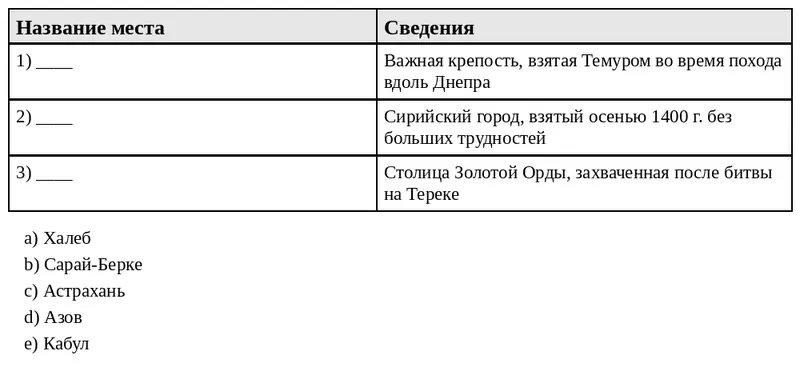 Название места
Сведения
1) ____
Важная крепость, взятая Темуром во время похода
вдоль Днепра
2) ____
Сирийский город, взятый осенью 1400 г. без
больших трудностей
3) ____
Столица Золотой Орды, захваченная после битвы
на Тереке
a) Халеб
b) Сарай-Берке
c) Астрахань
d) Азов
e) Кабул